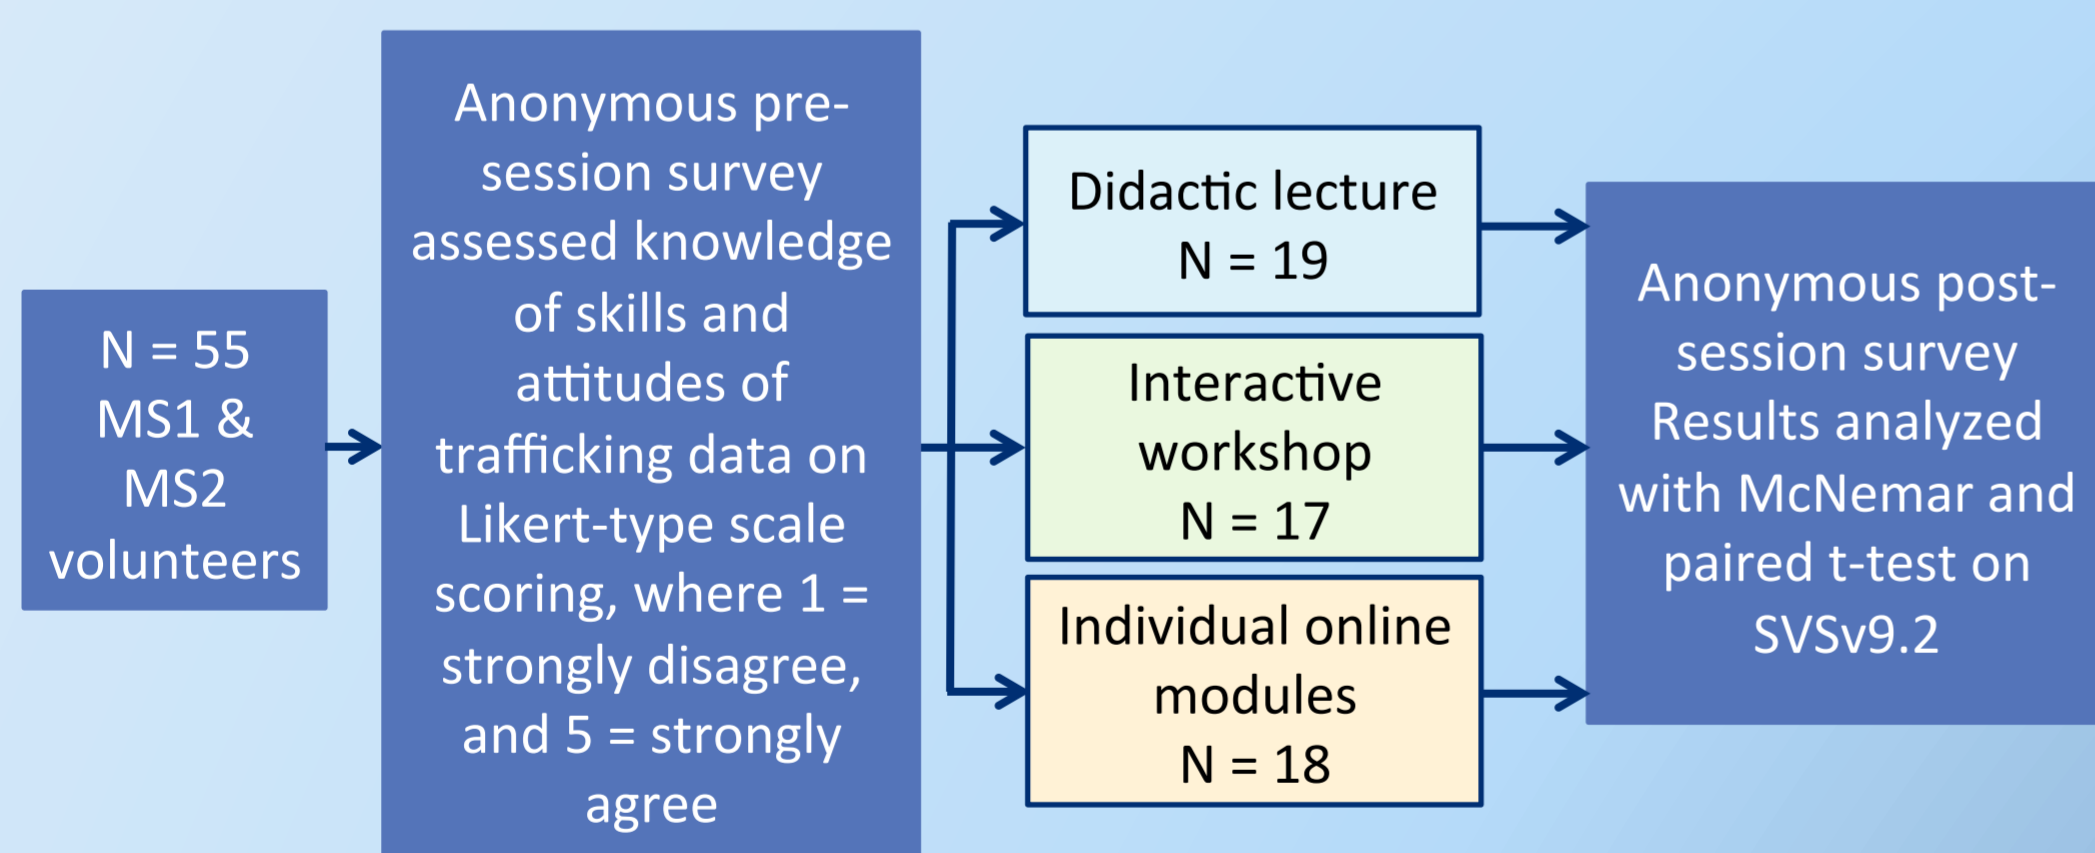 N = 55
MS1 &
MS2
volunteers
Anonymous pre-
session survey
assessed knowledge
of skills and
attitudes of
trafficking data on
Likert-type scale
scoring, where 1 =
strongly disagree,
and 5 = strongly
agree
Didactic lecture
N = 19
Interactive
workshop
N = 17
Individual online
modules
N = 18
Anonymous post-
session survey
Results analyzed
with McNemar and
paired t-test on
SVSv9.2